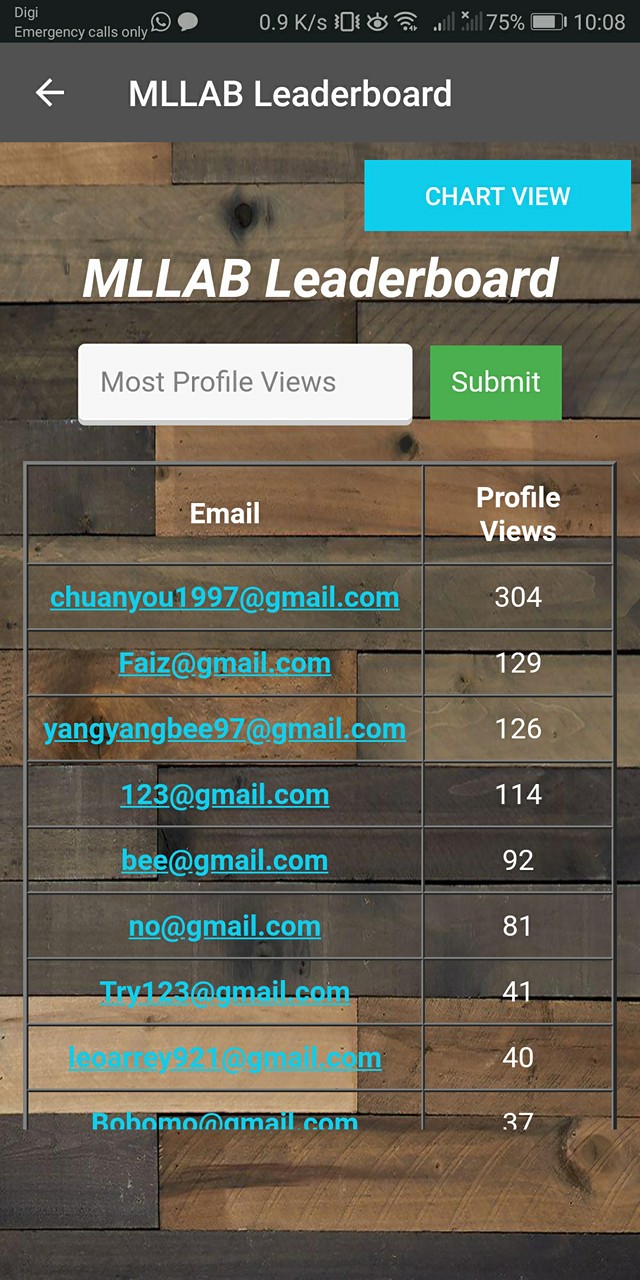 Digi
Emergency calls only
0.9 K/s 75% 10:08
MLLAB Leaderboard
CHART VIEW
MLLAB Leaderboard
Most Profile Views Submit
Email Profile Views
chuanyou1997@gmail.com 304
Faiz@gmail.com 129
yangyangbee97@gmail.com 126
123@gmail.com 114
bee@gmail.com 92
no@gmail.com 81
Try123@gmail.com 41
leoarrey921@gmail.com 40
Bobomo@gmail.com 37